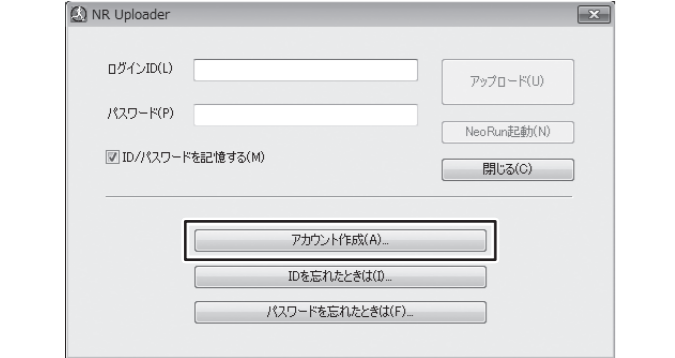 NR Uploader
ログインID(L)
アップロード(U)
パスワード(P)
NeoRun起動(N)
ID/パスワードを記憶する(M)
閉じる(C)
アカウント作成(A)...
IDを忘れたときは(I)...
パスワードを忘れたときは(F)...